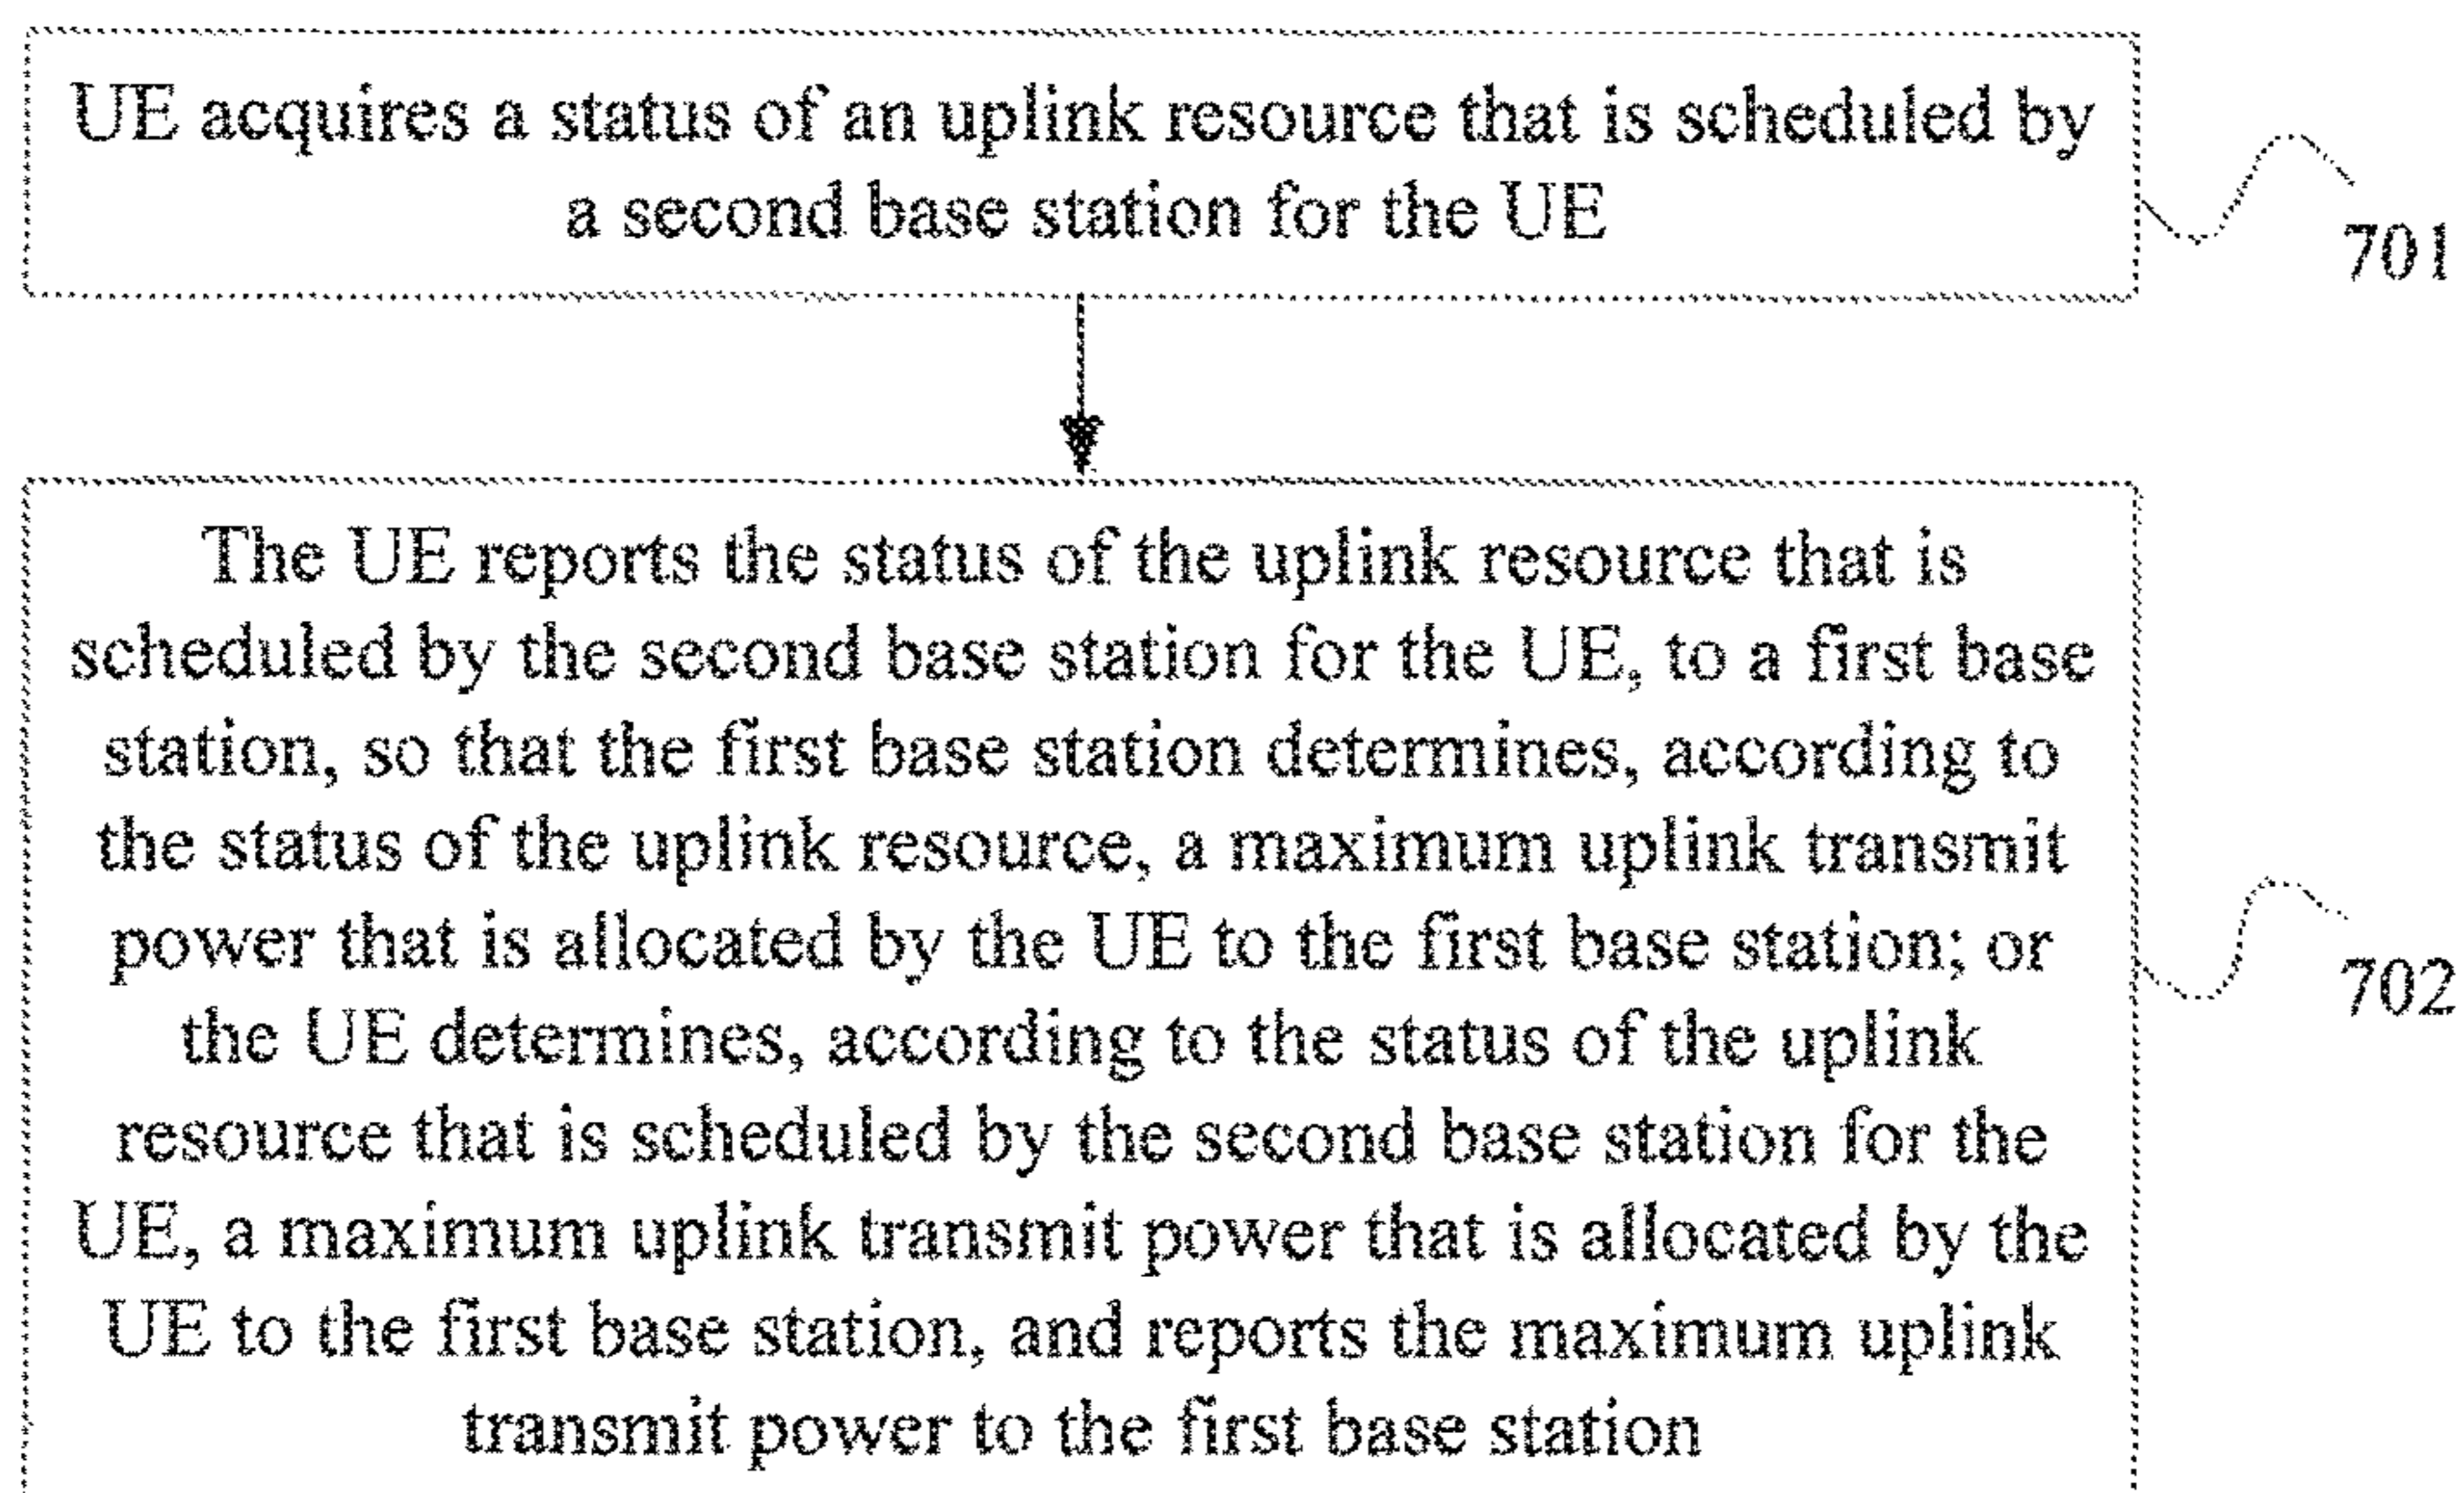 UE acquires a status of an uplink resource that is scheduled by
a second base station for the UE
701
The UE reports the status of the uplink resource that is
scheduled by the second base station for the UE, to a first base
station, so that the first base station determines, according to
the status of the uplink resource, a maximum uplink transmit
power that is allocated by the UE to the first base station; or
the UE determines, according to the status of the uplink
resource that is scheduled by the second base station for the
UE, a maximum uplink transmit power that is allocated by the
UE to the first base station, and reports the maximum uplink
transmit power to the first base station
702